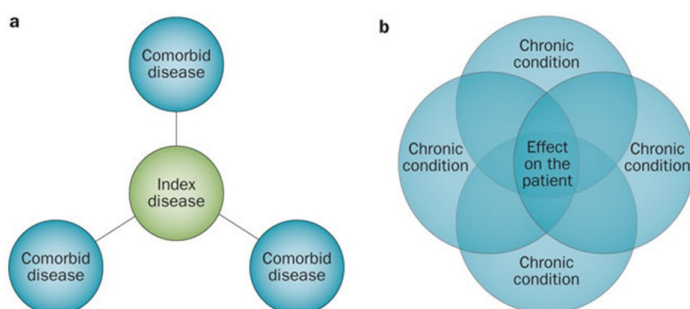 a
Comorbid
disease
Index
disease
Comorbid
disease
Comorbid
disease
b
Chronic
condition
Chronic
condition
Effect
on the
patient
Chronic
condition
Chronic
condition